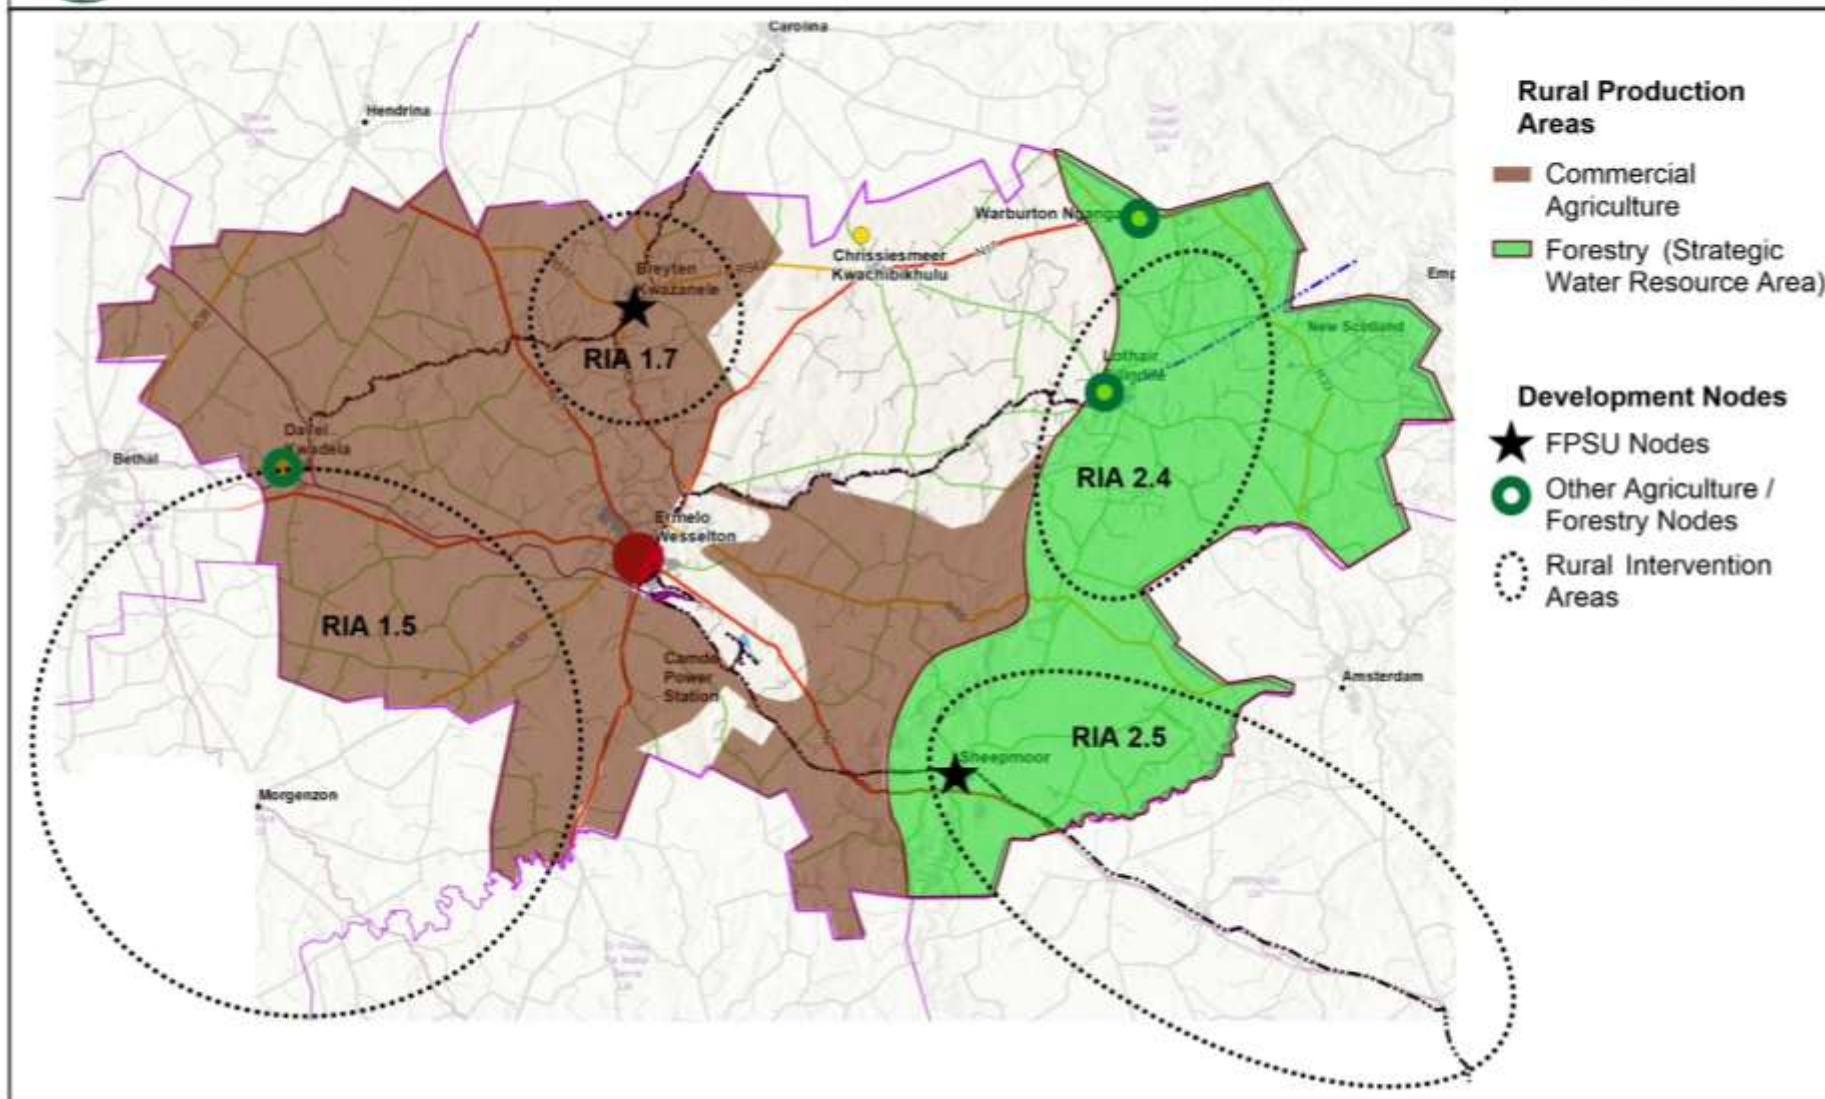 Carolina
Hendrina
Warburton Nganga
Chrissiesmeer
Kwachibikhulu
Breyten
Kwazanele
RIA 1.7
New Scotland
Lothair
Davel
Kwadela
Bethal
RIA 2.4
Ermelo
Wesselton
RIA 1.5
Power
Station
Amsterdam
RIA 2.5
Sheepmoor
Morgenzon
Rural Production
Areas
Commercial
Agriculture
Forestry (Strategic
Water Resource Area)
Development Nodes
FPSU Nodes
Other Agriculture /
Forestry Nodes
Rural Intervention
Areas